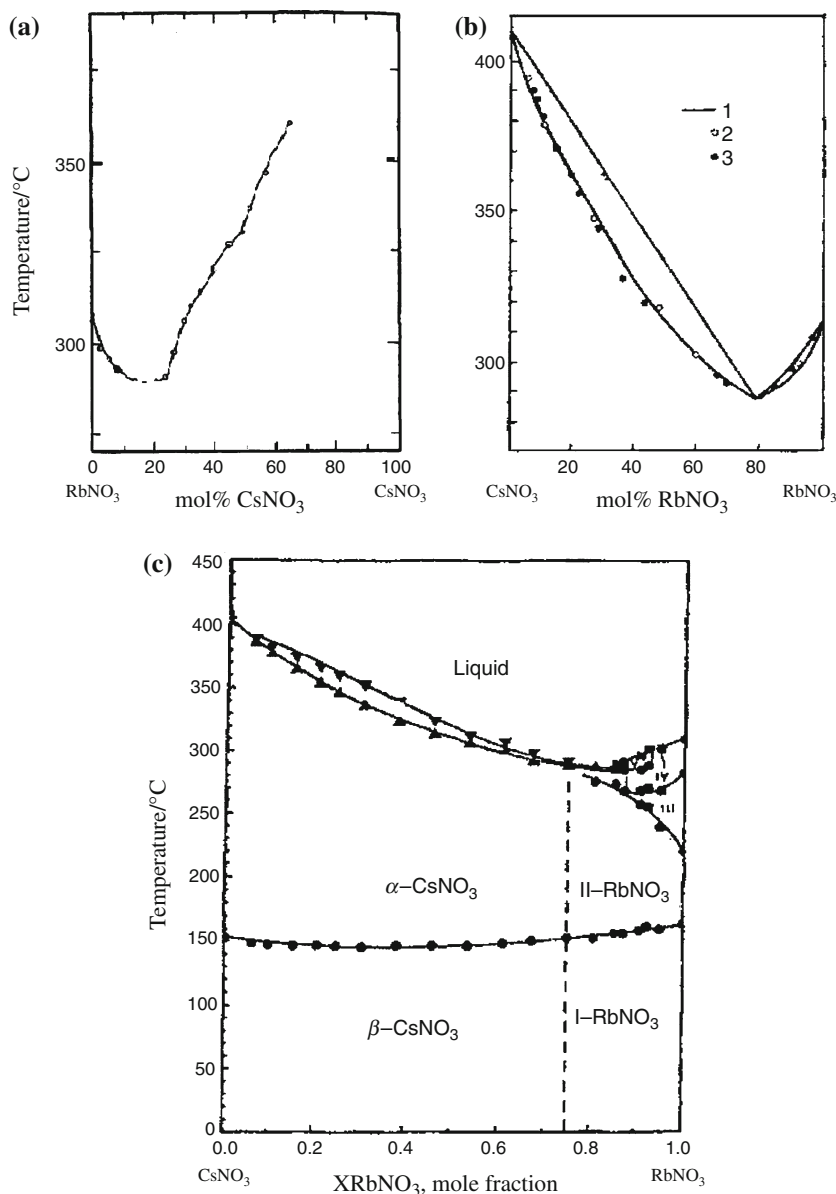 (a)
Temperature/°C
350
300
0 20 40 60 80 100
RbNO₃ CsNO₃
mol% CsNO₃
(b)
400
350
300
1
2
3
20 40 60 80
CsNO₃ RbNO₃
mol% RbNO₃
(c)
Temperature/°C
450
400
350
300
250
200
150
100
50
0
Liquid
IV
III
α–CsNO₃ II–RbNO₃
β–CsNO₃ I–RbNO₃
0.0 0.2 0.4 0.6 0.8 1.0
CsNO₃ RbNO₃
XRbNO₃, mole fraction